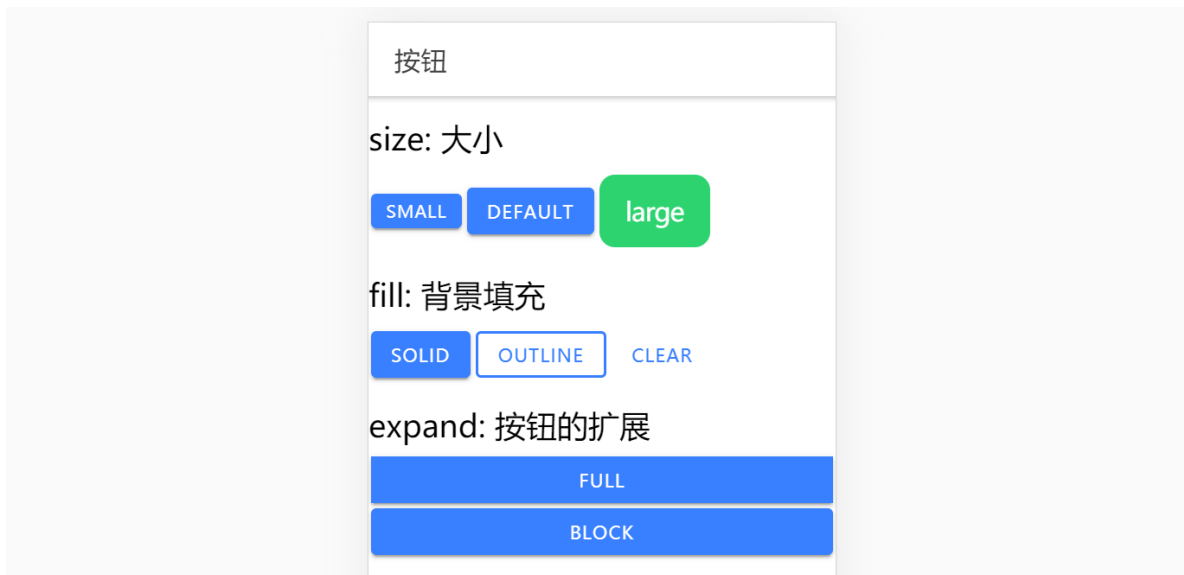 按钮
size: 大小
SMALL DEFAULT large
fill: 背景填充
SOLID OUTLINE CLEAR
expand: 按钮的扩展
FULL
BLOCK